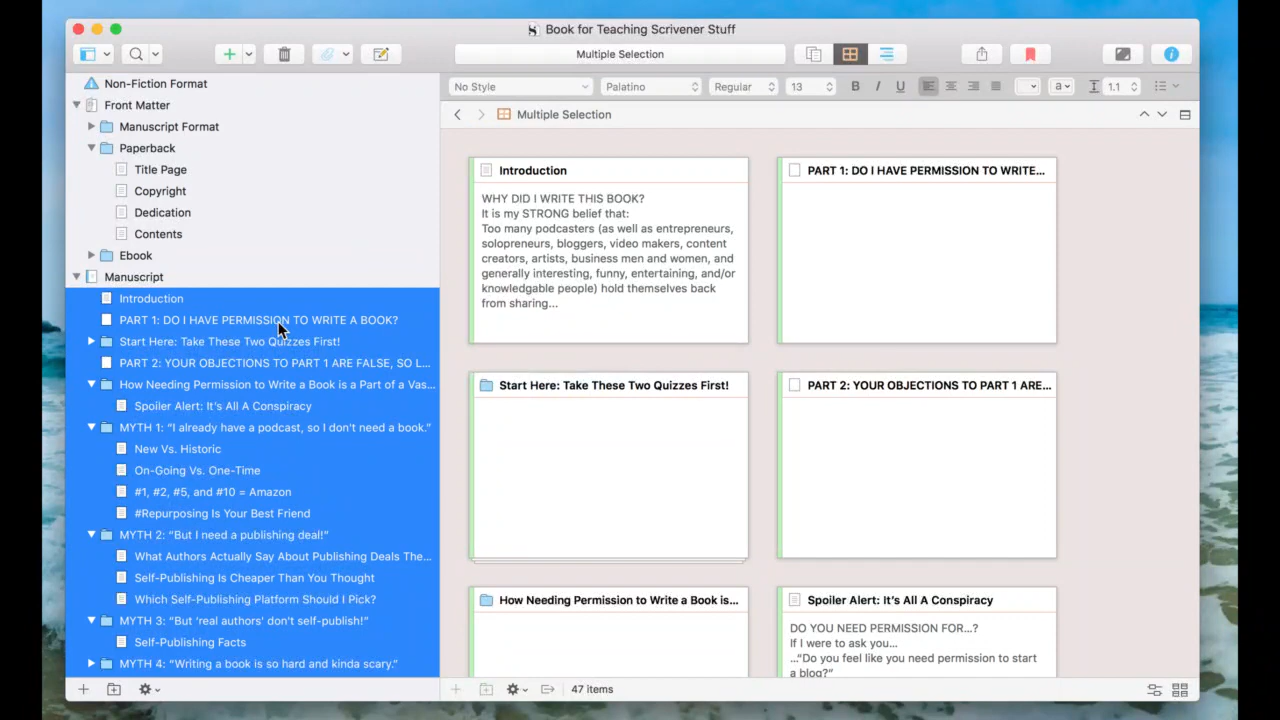 Book for Teaching Scrivener Stuff
Multiple Selection
Non-Fiction Format
Front Matter
Manuscript Format
Paperback
Title Page
Copyright
Dedication
Contents
Ebook
Manuscript
Introduction
PART 1: DO I HAVE PERMISSION TO WRITE A BOOK?
Start Here: Take These Two Quizzes First!
PART 2: YOUR OBJECTIONS TO PART 1 ARE FALSE, SO L...
How Needing Permission to Write a Book is a Part of a Vas...
Spoiler Alert: It's All A Conspiracy
MYTH 1: “I already have a podcast, so I don't need a book.”
New Vs. Historic
On-Going Vs. One-Time
#1, #2, #5, and #10 = Amazon
#Repurposing Is Your Best Friend
MYTH 2: “But I need a publishing deal!”
What Authors Actually Say About Publishing Deals The...
Self-Publishing Is Cheaper Than You Thought
Which Self-Publishing Platform Should I Pick?
MYTH 3: “But ‘real authors’ don't self-publish!”
Self-Publishing Facts
MYTH 4: “Writing a book is so hard and kinda scary.”
No Style
Palatino
Regular
13
B I U
a
1.1
Multiple Selection
Introduction
WHY DID I WRITE THIS BOOK?
It is my STRONG belief that:
Too many podcasters (as well as entrepreneurs,
solopreneurs, bloggers, video makers, content
creators, artists, business men and women, and
generally interesting, funny, entertaining, and/or
knowledgable people) hold themselves back
from sharing...
PART 1: DO I HAVE PERMISSION TO WRITE...
Start Here: Take These Two Quizzes First!
PART 2: YOUR OBJECTIONS TO PART 1 ARE...
How Needing Permission to Write a Book is...
Spoiler Alert: It's All A Conspiracy
DO YOU NEED PERMISSION FOR...?
If I were to ask you...
...“Do you feel like you need permission to start
a blog?”
47 items